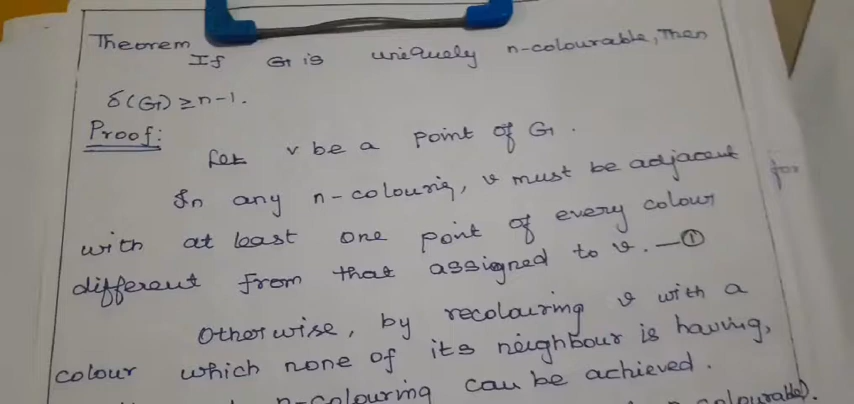 Theorem
If G is uniquely n-colourable, then
δ(G) ≥ n-1.
Proof:
Let v be a point of G.
In any n-colouring, v must be adjacent
with at least one point of every colour
different from that assigned to v. —①
Otherwise, by recolouring v with a
colour which none of its neighbour is having,
n-colouring can be achieved.
n colourable).
for